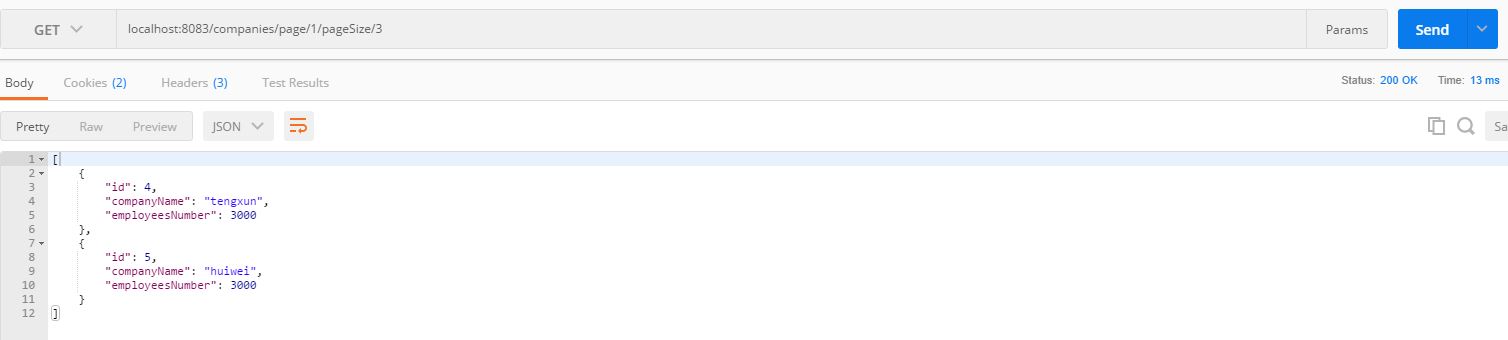 GET localhost:8083/companies/page/1/pageSize/3 Params Send
Body Cookies (2) Headers (3) Test Results Status: 200 OK Time: 13 ms
Pretty Raw Preview JSON Sa
1 [
2 {
3 "id": 4,
4 "companyName": "tengxun",
5 "employeesNumber": 3000
6 },
7 {
8 "id": 5,
9 "companyName": "huiwei",
10 "employeesNumber": 3000
11 }
12 ]